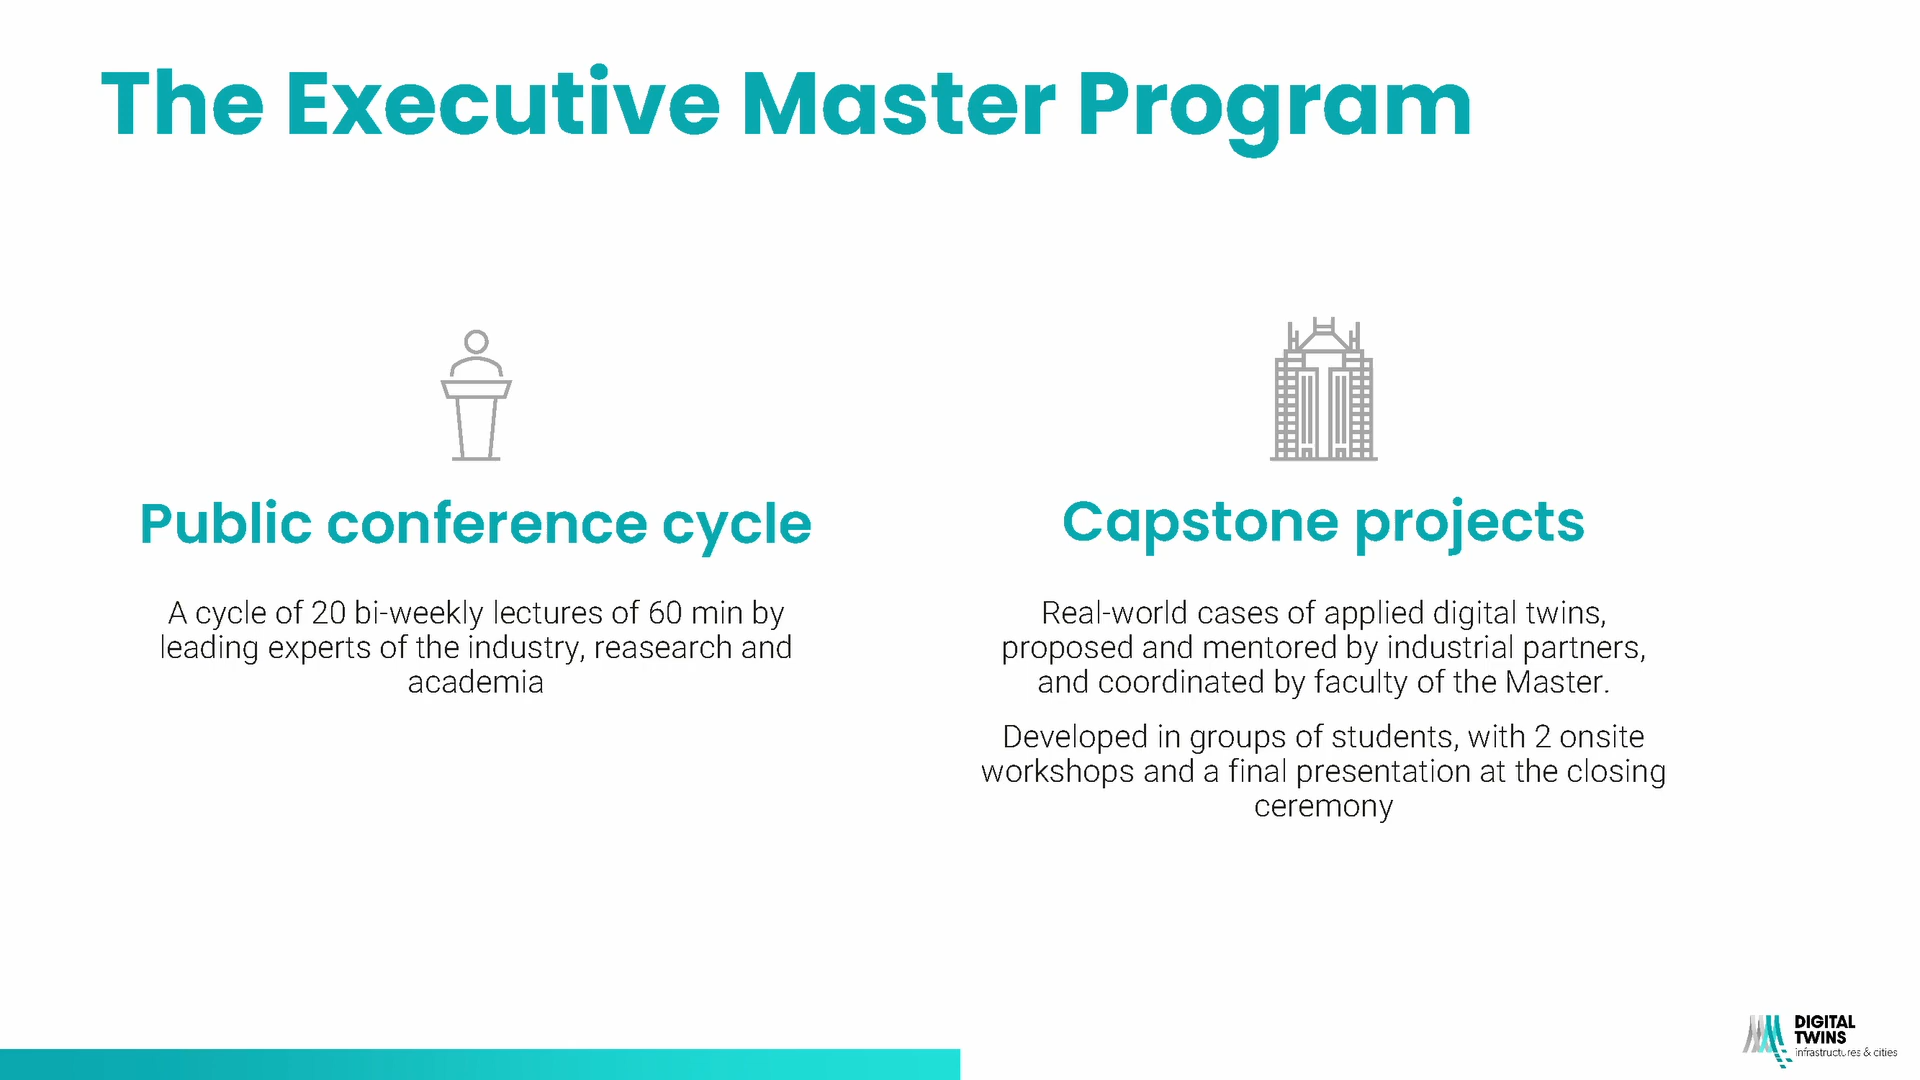 The Executive Master Program
Public conference cycle
A cycle of 20 bi-weekly lectures of 60 min by
leading experts of the industry, reasearch and
academia
Capstone projects
Real-world cases of applied digital twins,
proposed and mentored by industrial partners,
and coordinated by faculty of the Master.
Developed in groups of students, with 2 onsite
workshops and a final presentation at the closing
ceremony
DIGITAL
TWINS
infrastructures & cities